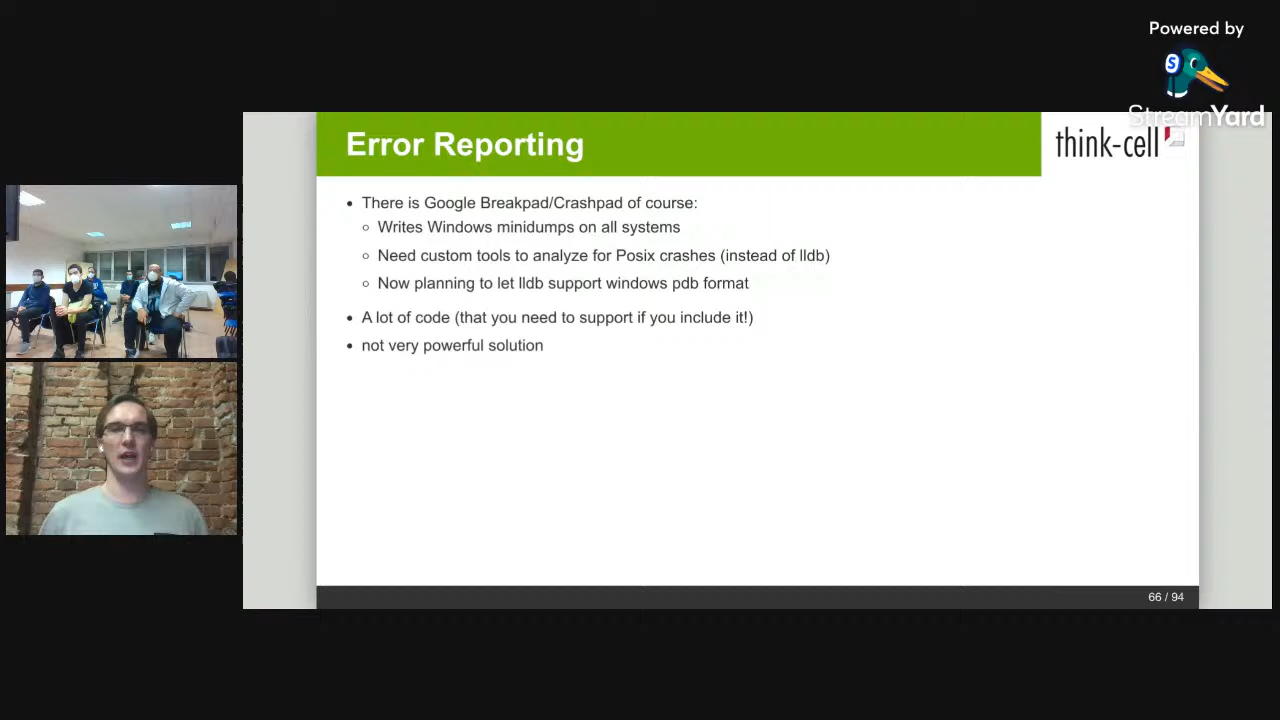 Powered by
S
StreamYard
Error Reporting
think-cell
There is Google Breakpad/Crashpad of course:
Writes Windows minidumps on all systems
Need custom tools to analyze for Posix crashes (instead of lldb)
Now planning to let lldb support windows pdb format
A lot of code (that you need to support if you include it!)
not very powerful solution
66 / 94